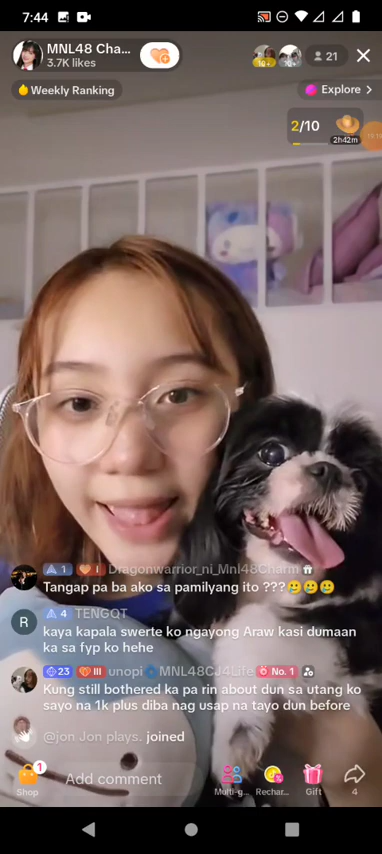 7:44
MNL48 Cha...
3.7K likes
10+
10+
21
Weekly Ranking
Explore >
2/10
2h42m
1 I Dragonwarrior_ni_Mnl48Charm
Tangap pa ba ako sa pamilyang ito ???🥲🥲🥲
R
4 TENGQT
kaya kapala swerte ko ngayong Araw kasi dumaan
ka sa fyp ko hehe
23 III unopi MNL48CJ4Life No. 1
Kung still bothered ka pa rin about dun sa utang ko
sayo na 1k plus diba nag usap na tayo dun before
@jon Jon plays. joined
1
Add comment
Shop
Multi-g...
Rechar...
Gift
4